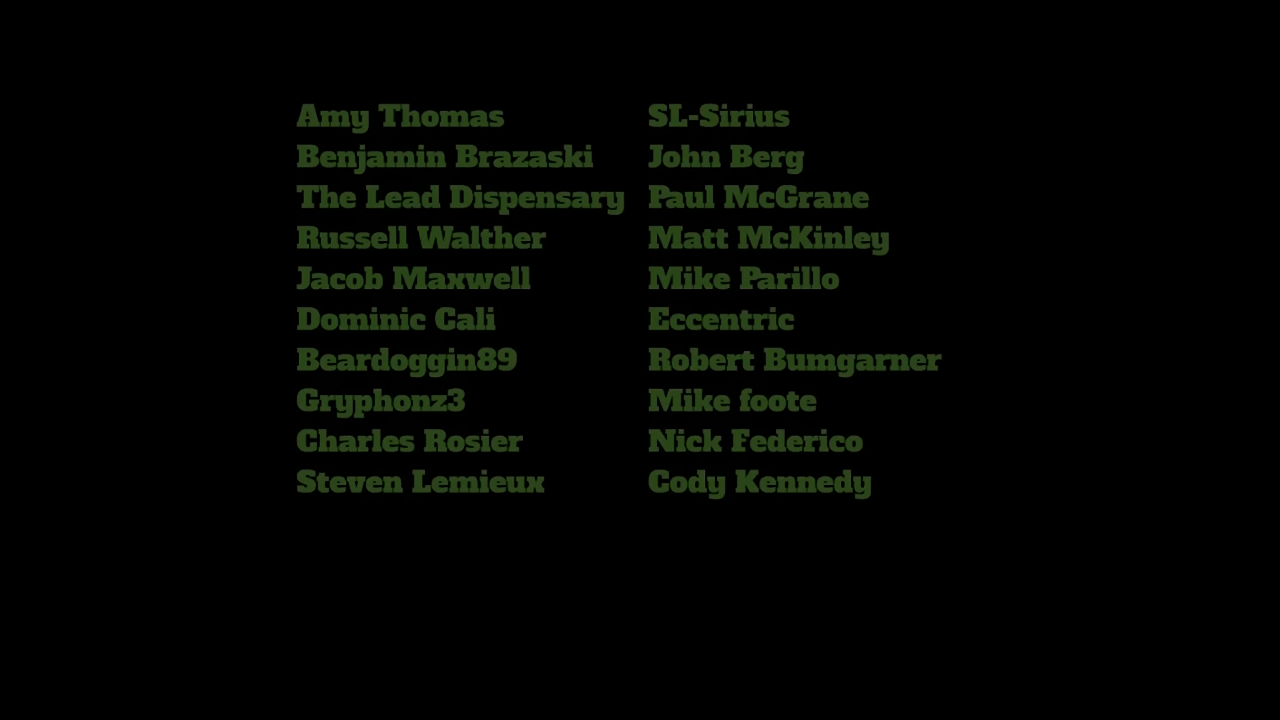 Amy Thomas
Benjamin Brazaski
The Lead Dispensary
Russell Walther
Jacob Maxwell
Dominic Cali
Beardoggin89
Gryphonz3
Charles Rosier
Steven Lemieux
SL-Sirius
John Berg
Paul McGrane
Matt McKinley
Mike Parillo
Eccentric
Robert Bumgarner
Mike foote
Nick Federico
Cody Kennedy